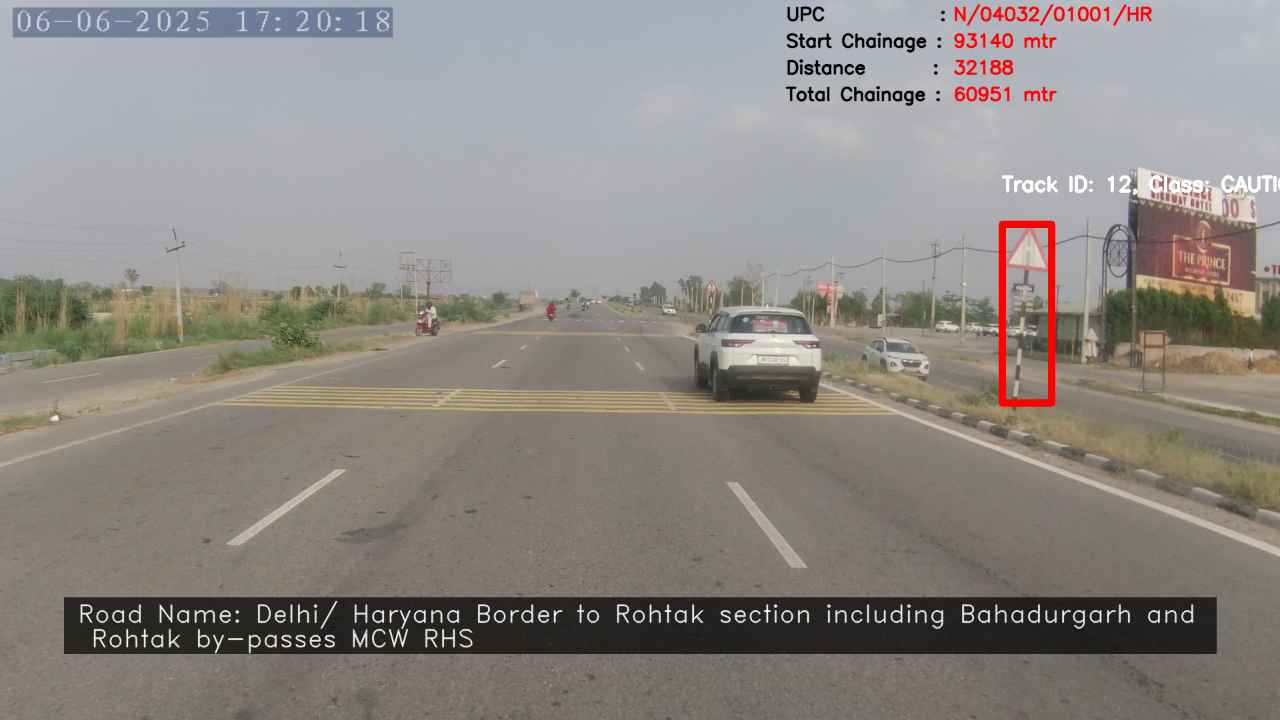 06-06-2025 17:20:18
UPC : N/04032/01001/HR
Start Chainage : 93140 mtr
Distance : 32188
Total Chainage : 60951 mtr
Track ID: 12, Class: CAUTI
THE PRINCE
Road Name: Delhi/ Haryana Border to Rohtak section including Bahadurgarh and
Rohtak by-passes MCW RHS